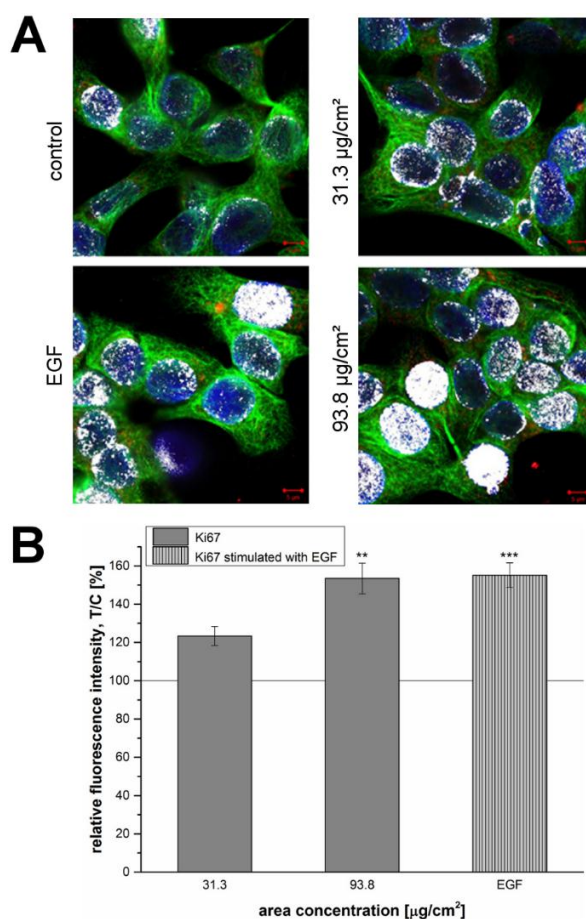 A
control
31.3 µg/cm²
EGF
93.8 µg/cm²
B
Ki67
Ki67 stimulated with EGF
relative fluorescence intensity, T/C [%]
160
140
120
100
80
60
40
20
0
**
***
31.3
93.8
EGF
area concentration [µg/cm²]